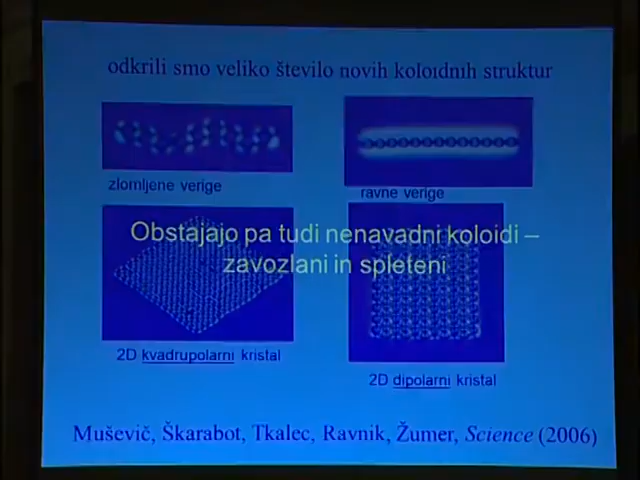 odkrili smo veliko število novih koloidnih struktur
zlomljene verige
ravne verige
Obstajajo pa tudi nenavadni koloidi –
zavozlani in spleteni
2D kvadrupolarni kristal
2D dipolarni kristal
Muševič, Škarabot, Tkalec, Ravnik, Žumer, Science (2006)